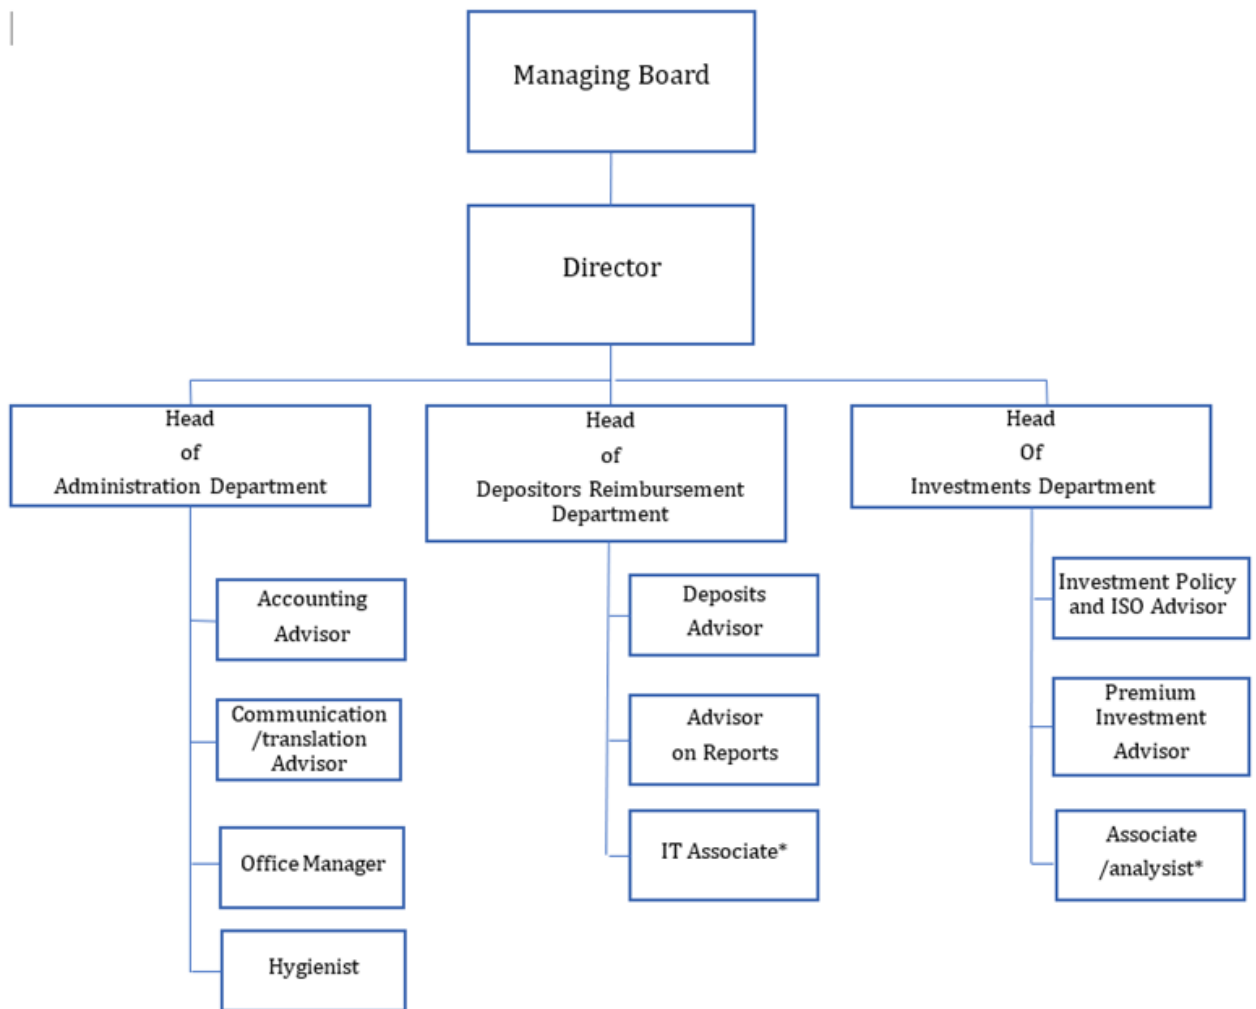 Managing Board
Director
Head
of
Administration Department
Head
of
Depositors Reimbursement
Department
Head
Of
Investments Department
Accounting
Advisor
Communication
/translation
Advisor
Office Manager
Hygienist
Deposits
Advisor
Advisor
on Reports
IT Associate*
Investment Policy
and ISO Advisor
Premium
Investment
Advisor
Associate
/analysist*